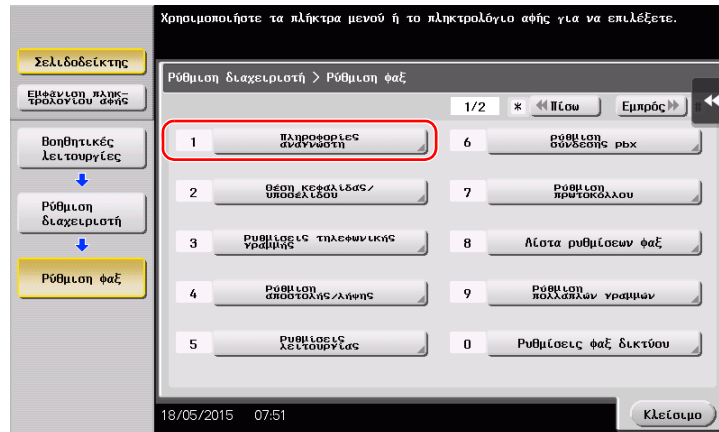 Χρησιμοποιήστε τα πλήκτρα μενού ή το πληκτρολόγιο αφής για να επιλέξετε.
Σελιδοδείκτης
Εμφάνιση πληκ-
τρολογίου αφής
Βοηθητικές
λειτουργίες
Ρύθμιση
διαχειριστή
Ρύθμιση φαξ
Ρύθμιση διαχειριστή > Ρύθμιση φαξ
1/2 * Πίσω Εμπρός
1 Πληροφορίες
αναγνώστη
2 Θέση κεφαλίδας/
υποσέλιδου
3 Ρυθμίσεις τηλεφωνικής
γραμμής
4 Ρύθμιση
αποστολής/λήψης
5 Ρυθμίσεις
λειτουργίας
6 Ρύθμιση
σύνδεσης pbx
7 Ρύθμιση
πρωτοκόλλου
8 Λίστα ρυθμίσεων φαξ
9 Ρύθμιση
πολλαπλών γραμμών
0 Ρυθμίσεις φαξ δικτύου
18/05/2015 07:51
Κλείσιμο